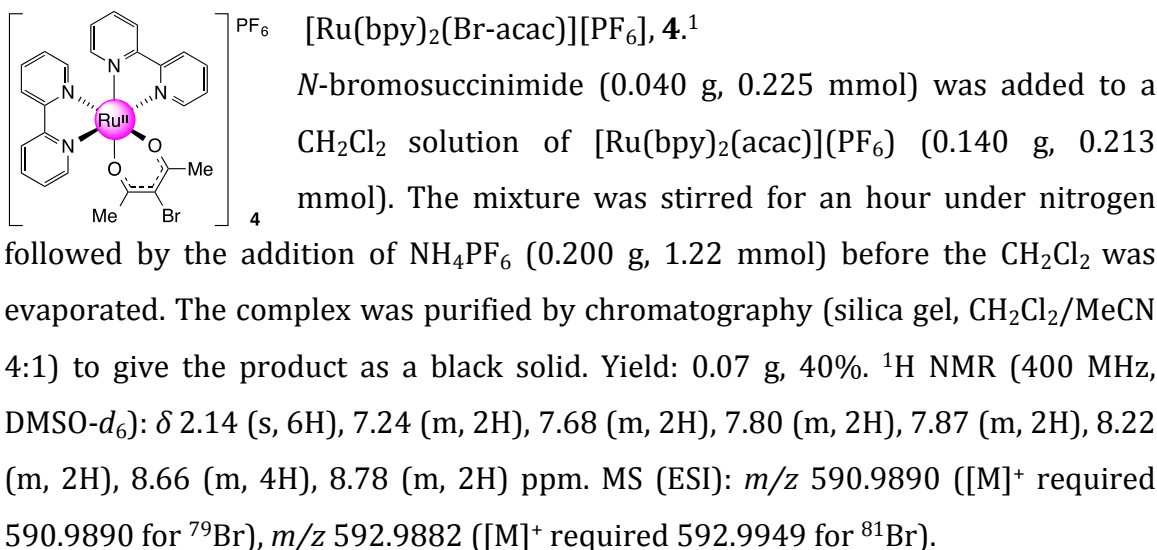 PF₆
N
N
N
Ruᴵᴵ
N
O
O
Me
Me
Br
4
[Ru(bpy)₂(Br-acac)][PF₆], 4.¹
N-bromosuccinimide (0.040 g, 0.225 mmol) was added to a
CH₂Cl₂ solution of [Ru(bpy)₂(acac)](PF₆) (0.140 g, 0.213
mmol). The mixture was stirred for an hour under nitrogen
followed by the addition of NH₄PF₆ (0.200 g, 1.22 mmol) before the CH₂Cl₂ was
evaporated. The complex was purified by chromatography (silica gel, CH₂Cl₂/MeCN
4:1) to give the product as a black solid. Yield: 0.07 g, 40%. ¹H NMR (400 MHz,
DMSO-d₆): δ 2.14 (s, 6H), 7.24 (m, 2H), 7.68 (m, 2H), 7.80 (m, 2H), 7.87 (m, 2H), 8.22
(m, 2H), 8.66 (m, 4H), 8.78 (m, 2H) ppm. MS (ESI): m/z 590.9890 ([M]⁺ required
590.9890 for ⁷⁹Br), m/z 592.9882 ([M]⁺ required 592.9949 for ⁸¹Br).